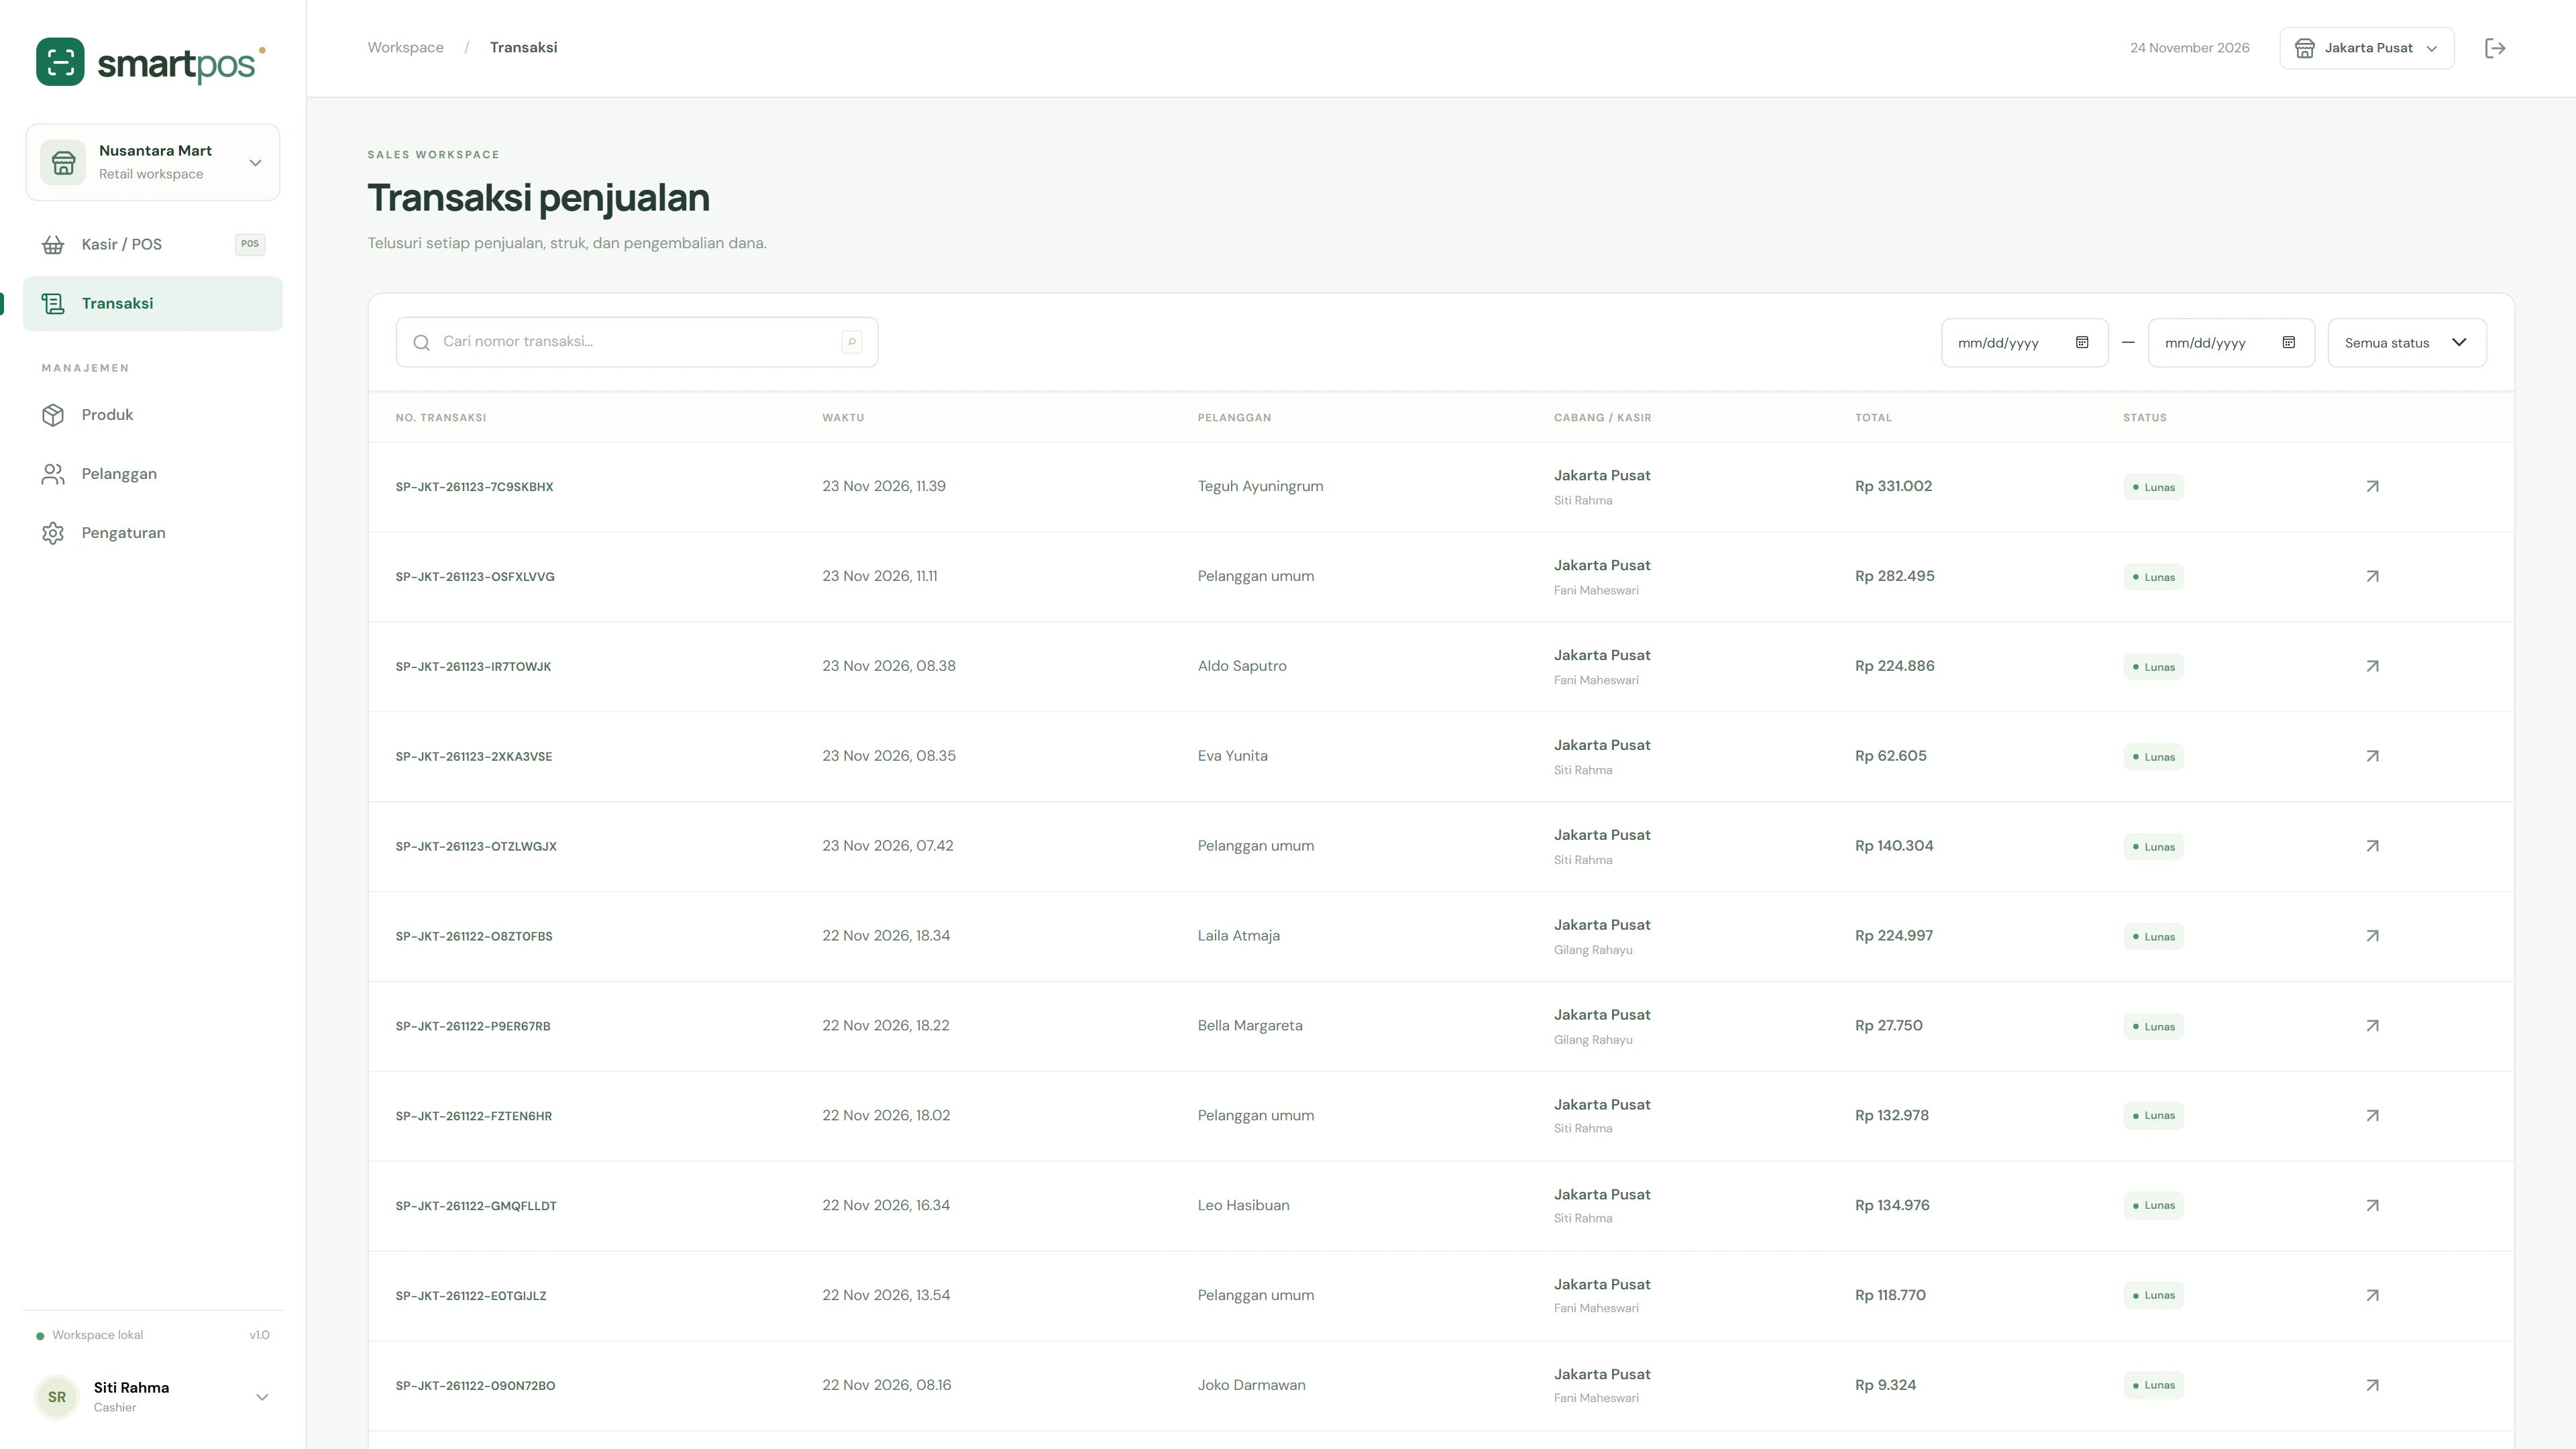 smartpos
Nusantara Mart
Retail workspace
Kasir / POS
POS
Transaksi
MANAJEMEN
Produk
Pelanggan
Pengaturan
Workspace lokal
v1.0
SR
Siti Rahma
Cashier
Workspace / Transaksi
24 November 2026
Jakarta Pusat
SALES WORKSPACE
Transaksi penjualan
Telusuri setiap penjualan, struk, dan pengembalian dana.
Cari nomor transaksi...
mm/dd/yyyy — mm/dd/yyyy
Semua status
NO. TRANSAKSI WAKTU PELANGGAN CABANG / KASIR TOTAL STATUS
SP-JKT-261123-7C9SKBHX 23 Nov 2026, 11.39 Teguh Ayuningrum Jakarta Pusat Rp 331.002 Lunas
Siti Rahma
SP-JKT-261123-OSFXLVVG 23 Nov 2026, 11.11 Pelanggan umum Jakarta Pusat Rp 282.495 Lunas
Fani Maheswari
SP-JKT-261123-IR7TOWJK 23 Nov 2026, 08.38 Aldo Saputro Jakarta Pusat Rp 224.886 Lunas
Fani Maheswari
SP-JKT-261123-2XKA3VSE 23 Nov 2026, 08.35 Eva Yunita Jakarta Pusat Rp 62.605 Lunas
Siti Rahma
SP-JKT-261123-OTZLWGJX 23 Nov 2026, 07.42 Pelanggan umum Jakarta Pusat Rp 140.304 Lunas
Siti Rahma
SP-JKT-261122-O8ZT0FBS 22 Nov 2026, 18.34 Laila Atmaja Jakarta Pusat Rp 224.997 Lunas
Gilang Rahayu
SP-JKT-261122-P9ER67RB 22 Nov 2026, 18.22 Bella Margareta Jakarta Pusat Rp 27.750 Lunas
Gilang Rahayu
SP-JKT-261122-FZTEN6HR 22 Nov 2026, 18.02 Pelanggan umum Jakarta Pusat Rp 132.978 Lunas
Siti Rahma
SP-JKT-261122-GMQFLLDT 22 Nov 2026, 16.34 Leo Hasibuan Jakarta Pusat Rp 134.976 Lunas
Siti Rahma
SP-JKT-261122-E0TGIJLZ 22 Nov 2026, 13.54 Pelanggan umum Jakarta Pusat Rp 118.770 Lunas
Fani Maheswari
SP-JKT-261122-090N72BO 22 Nov 2026, 08.16 Joko Darmawan Jakarta Pusat Rp 9.324 Lunas
Fani Maheswari